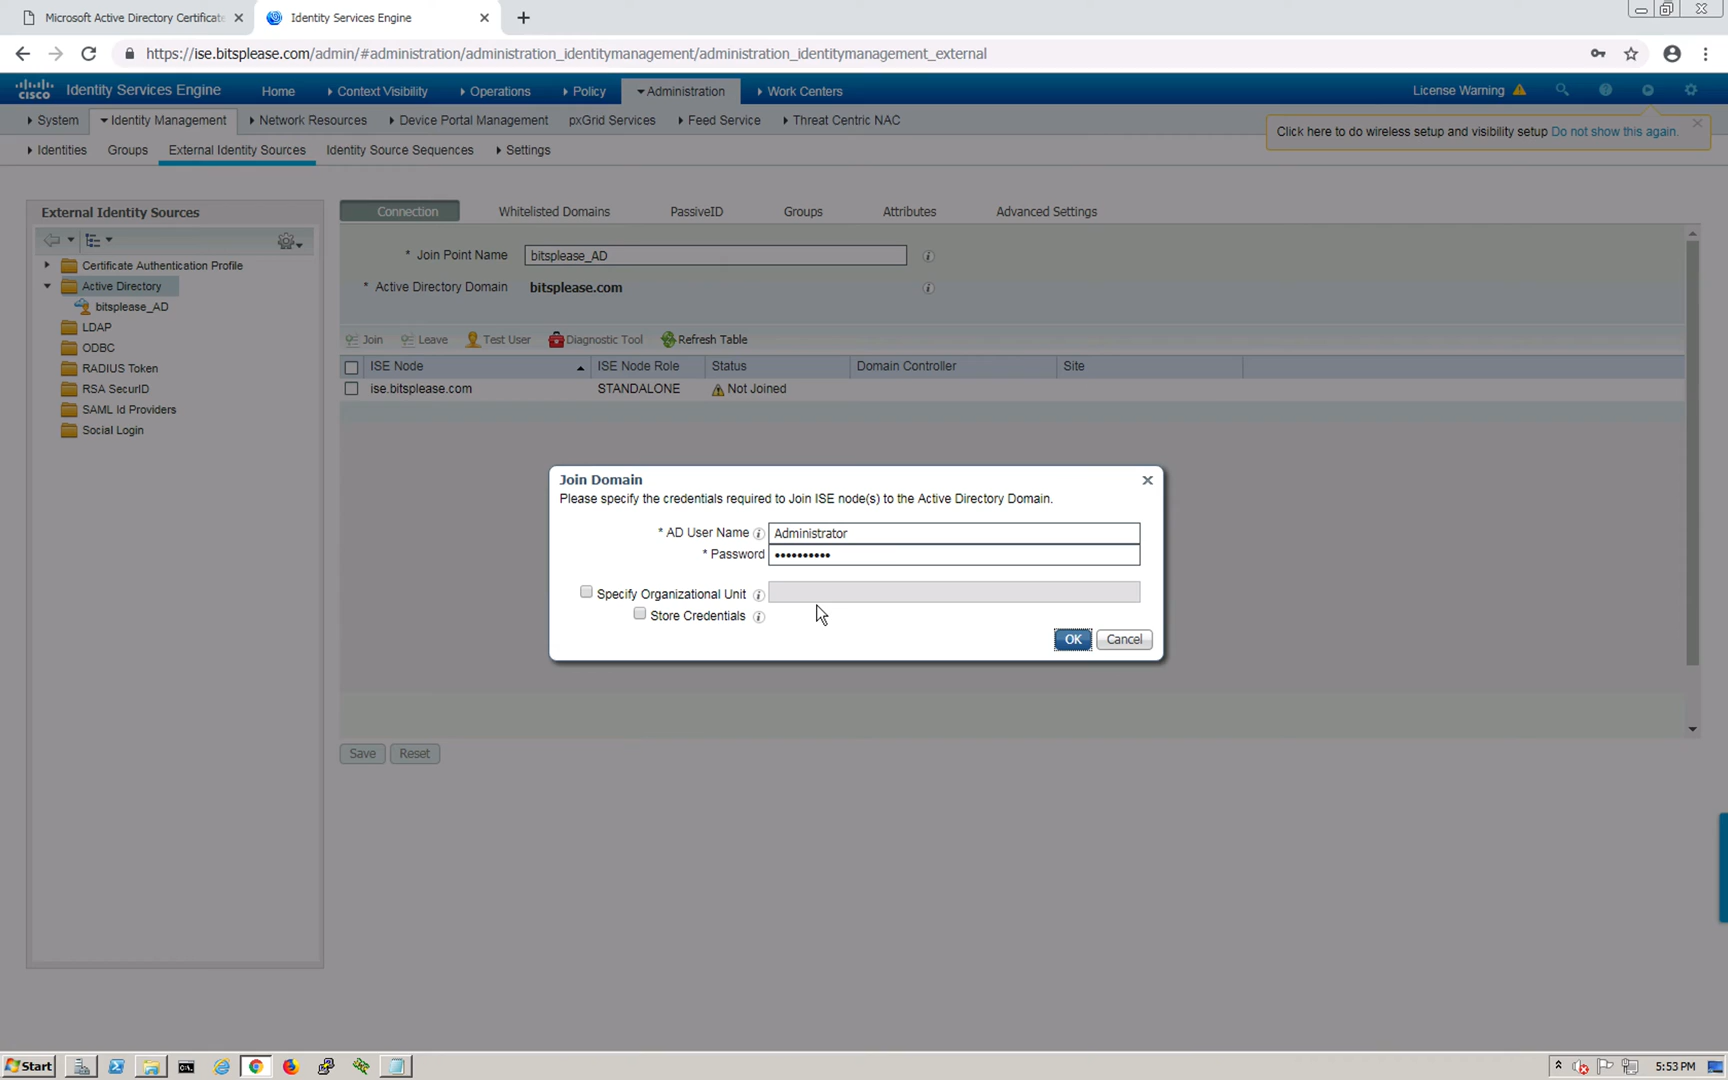 Microsoft Active Directory Certificate
Identity Services Engine
https://ise.bitsplease.com/admin/#administration/administration_identitymanagement/administration_identitymanagement_external
CISCO Identity Services Engine Home Context Visibility Operations Policy Administration Work Centers License Warning
System Identity Management Network Resources Device Portal Management pxGrid Services Feed Service Threat Centric NAC
Click here to do wireless setup and visibility setup Do not show this again.
Identities Groups External Identity Sources Identity Source Sequences Settings
External Identity Sources
Certificate Authentication Profile
Active Directory
bitsplease_AD
LDAP
ODBC
RADIUS Token
RSA SecurID
SAML Id Providers
Social Login
Connection Whitelisted Domains PassiveID Groups Attributes Advanced Settings
* Join Point Name bitsplease_AD
* Active Directory Domain bitsplease.com
Join Leave Test User Diagnostic Tool Refresh Table
ISE Node ISE Node Role Status Domain Controller Site
ise.bitsplease.com STANDALONE Not Joined
Join Domain
Please specify the credentials required to Join ISE node(s) to the Active Directory Domain.
* AD User Name Administrator
* Password ••••••••••
Specify Organizational Unit
Store Credentials
OK Cancel
Save Reset
Start
5:53 PM